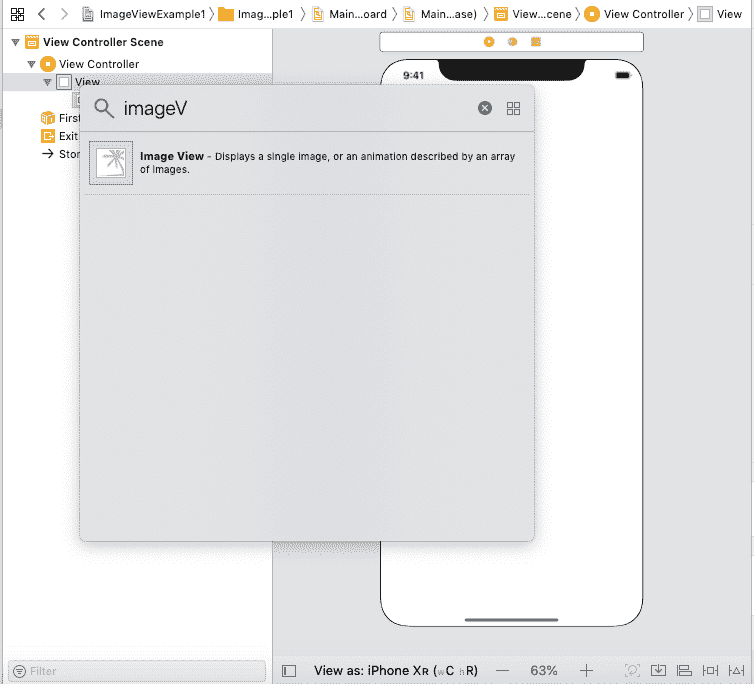 ImageViewExample1 Imag...ple1 Main...oard Main...ase) View...cene View Controller View
View Controller Scene
View Controller
View
First
Exit
Stor
imageV
Image View - Displays a single image, or an animation described by an array
of images.
9:41
Filter
View as: iPhone XR (wC hR)
63%